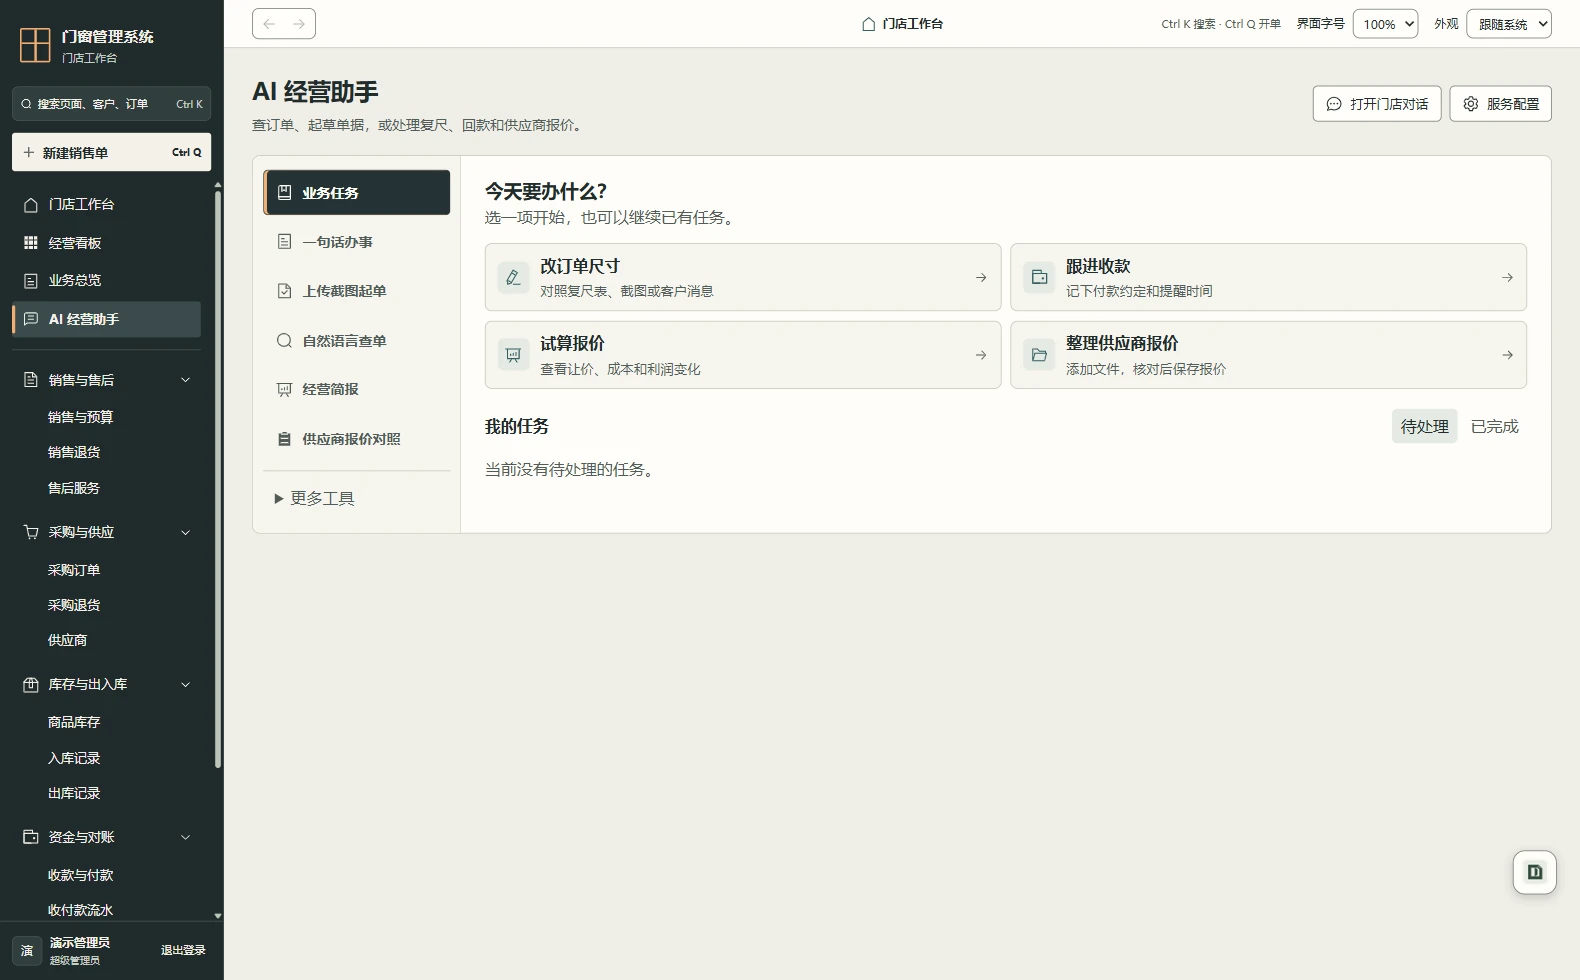 门窗管理系统
门店工作台
搜索页面、客户、订单 Ctrl K
新建销售单 Ctrl Q
门店工作台
经营看板
业务总览
AI 经营助手
销售与售后
销售与预算
销售退货
售后服务
采购与供应
采购订单
采购退货
供应商
库存与出入库
商品库存
入库记录
出库记录
资金与对账
收款与付款
收付款流水
演 演示管理员
超级管理员
退出登录
门店工作台
Ctrl K 搜索 · Ctrl Q 开单 界面字号 100% 外观 跟随系统
AI 经营助手
查订单、起草单据，或处理复尺、回款和供应商报价。
打开门店对话 服务配置
业务任务
一句话办事
上传截图起单
自然语言查单
经营简报
供应商报价对照
更多工具
今天要办什么？
选一项开始，也可以继续已有任务。
改订单尺寸
对照复尺表、截图或客户消息
跟进收款
记下付款约定和提醒时间
试算报价
查看让价、成本和利润变化
整理供应商报价
添加文件，核对后保存报价
我的任务 待处理 已完成
当前没有待处理的任务。